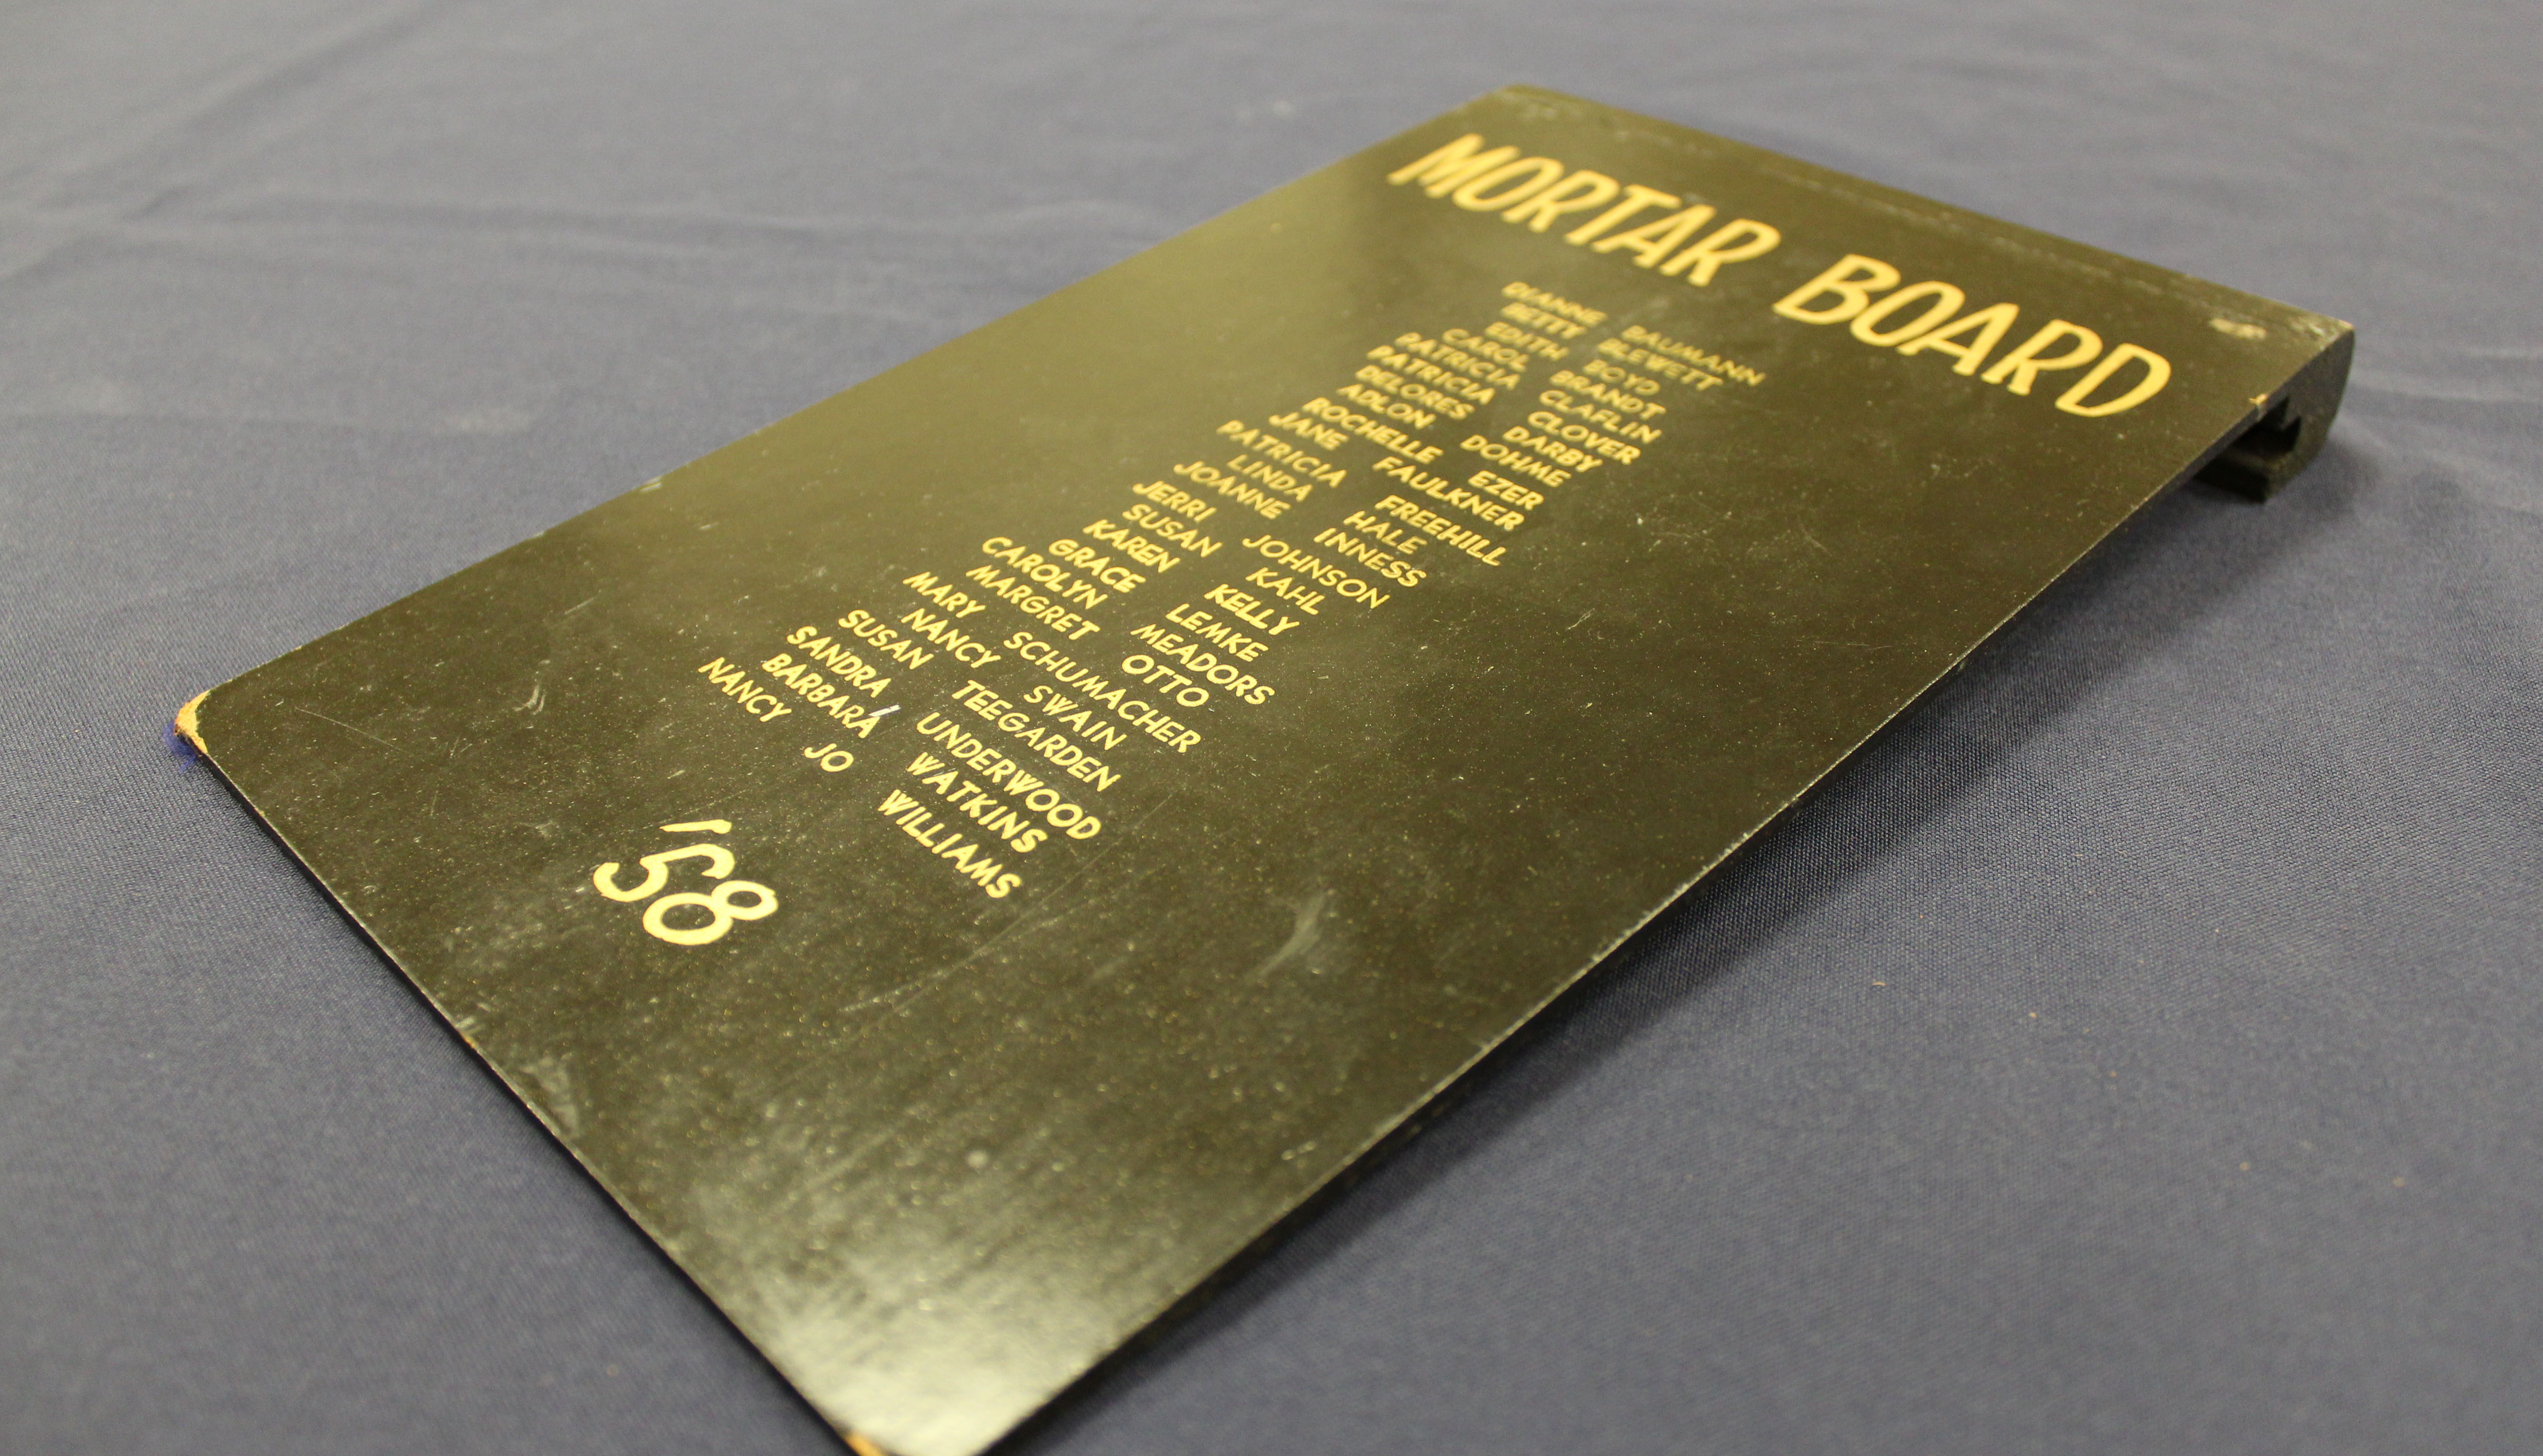 MORTAR BOARD
DIANNE BAUMANN
BETTY BLEWETT
EDITH BOYD
CAROL BRANDT
PATRICIA CLAFLIN
PATRICIA CLOVER
DELORES DARBY
ADLON DOHME
ROCHELLE EZER
JANE FAULKNER
PATRICIA FREEHILL
LINDA HALE
JOANNE INNESS
JERRI JOHNSON
SUSAN KAHL
KAREN KELLY
GRACE LEMKE
CAROLYN MEADORS
MARGRET OTTO
MARY SCHUMACHER
NANCY SWAIN
SUSAN TEEGARDEN
SANDRA UNDERWOOD
BARBARA WATKINS
NANCY JO WILLIAMS
'58